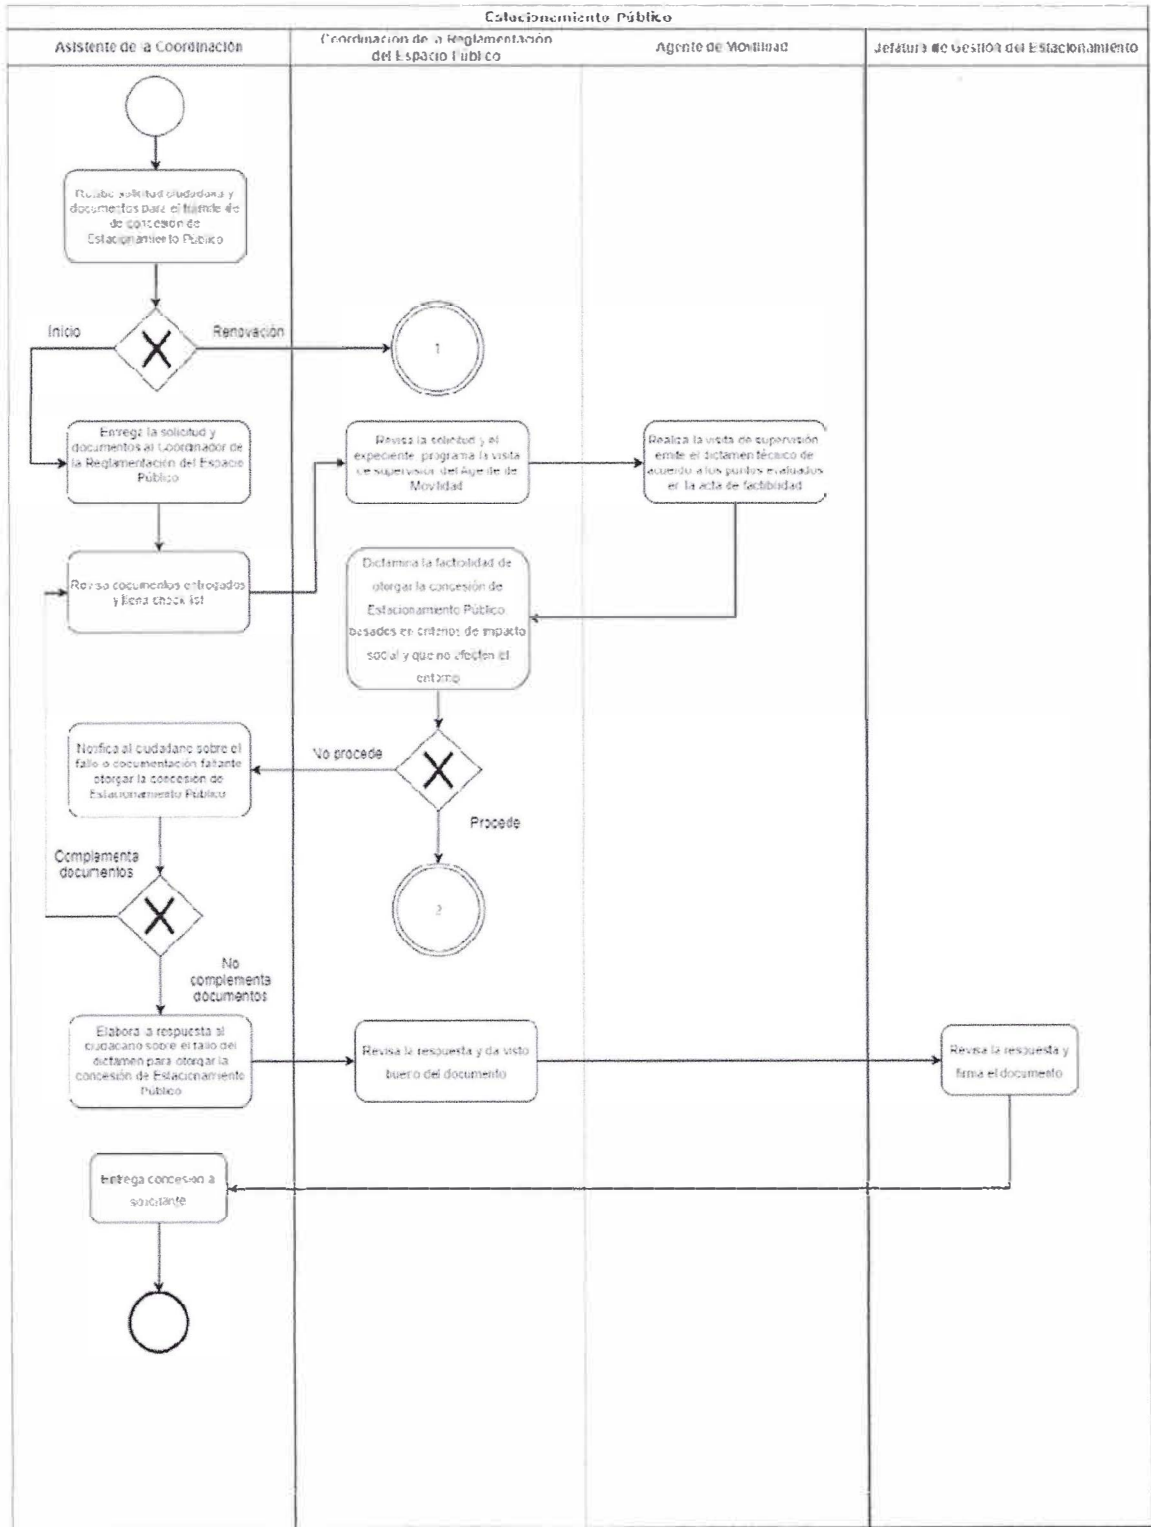 Estacionamiento Público
Asistente de la Coordinación
Coordinación de la Reglamentación
del Espacio Público
Agente de Movilidad
Jefatura de Gestión del Estacionamiento
Recibe solicitud ciudadana y
documentos para el trámite de
de concesión de
Estacionamiento Público
Inicio
Renovación
1
Entrega la solicitud y
documentos al Coordinador de
la Reglamentación del Espacio
Público
Revisa la solicitud y el
expediente, programa la visita
de supervisión del Agente de
Movilidad
Realiza la visita de supervisión
emite el dictamen técnico de
acuerdo a los puntos evaluados
en la acta de factibilidad
Revisa documentos entregados
y llena check list
Dictamina la factibilidad de
otorgar la concesión de
Estacionamiento Público
basados en criterios de impacto
social y que no afecten el
entorno
Notifica al ciudadano sobre el
fallo o documentación faltante
otorgar la concesión de
Estacionamiento Público
No procede
Procede
2
Complementa
documentos
No
complementa
documentos
Elabora la respuesta al
ciudadano sobre el fallo del
dictamen para otorgar la
concesión de Estacionamiento
Público
Revisa la respuesta y da visto
bueno del documento
Revisa la respuesta y
firma el documento
Entrega concesión a
solicitante